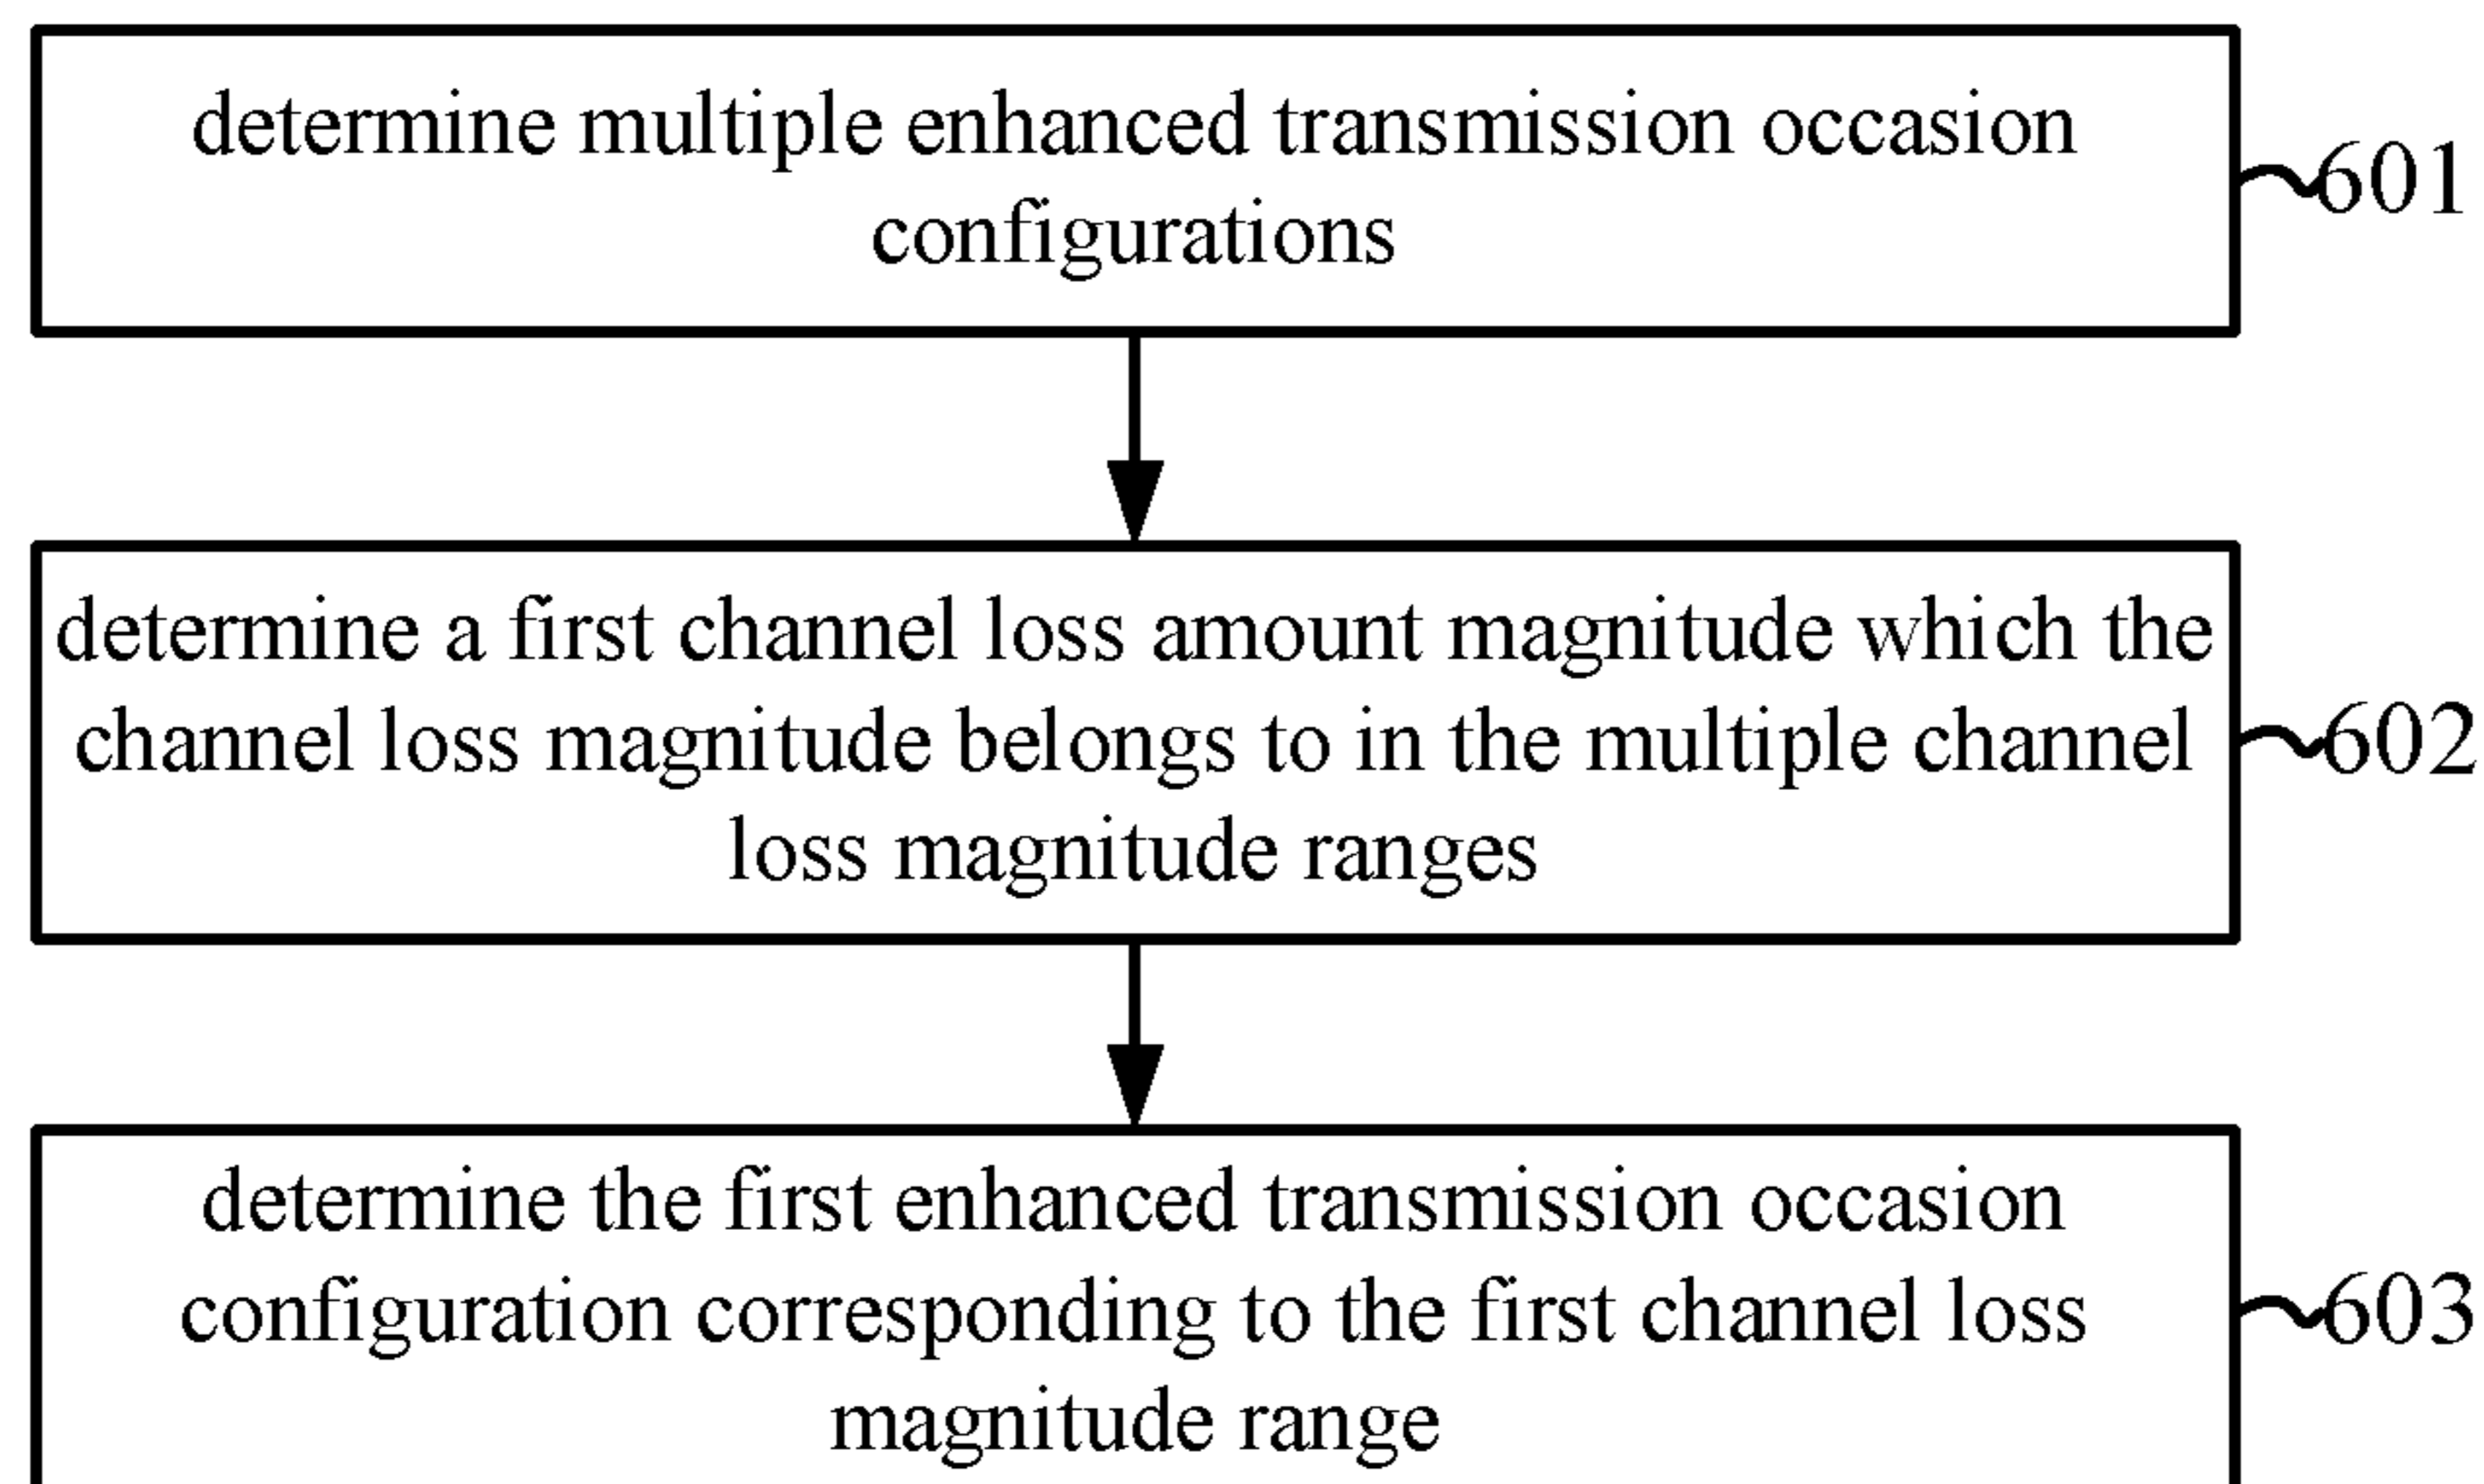 determine multiple enhanced transmission occasion
configurations
601
determine a first channel loss amount magnitude which the
channel loss magnitude belongs to in the multiple channel
loss magnitude ranges
602
determine the first enhanced transmission occasion
configuration corresponding to the first channel loss
magnitude range
603